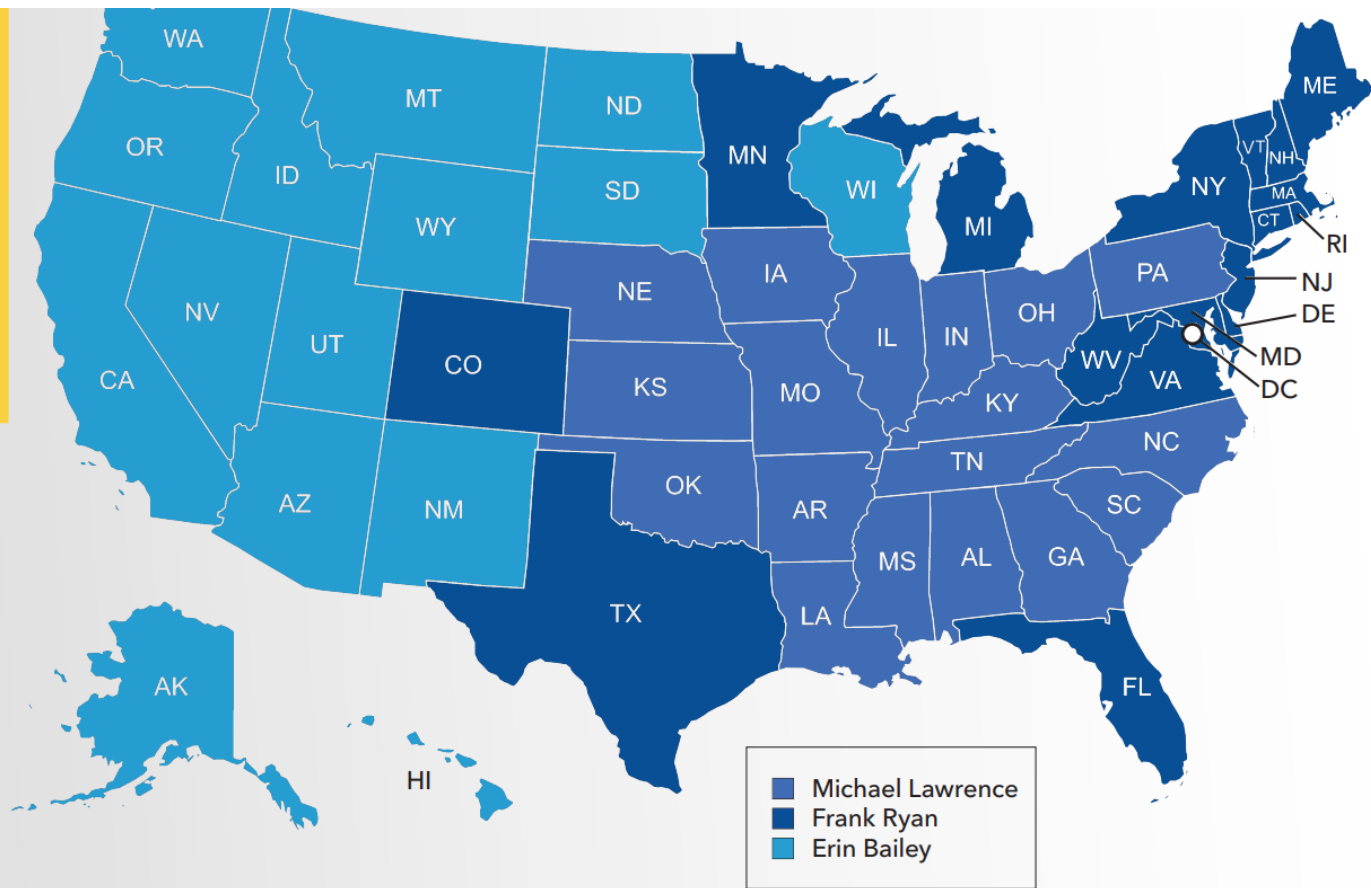 WA
MT
ND
MN
ME
OR
ID
SD
WI
VT
NH
NY
MA
WY
MI
CT
RI
IA
PA
NE
NJ
NV
OH
DE
UT
IL
IN
CO
WV
MD
CA
KS
VA
DC
MO
KY
NC
TN
OK
AZ
NM
AR
SC
MS
AL
GA
TX
LA
AK
FL
HI
Michael Lawrence
Frank Ryan
Erin Bailey